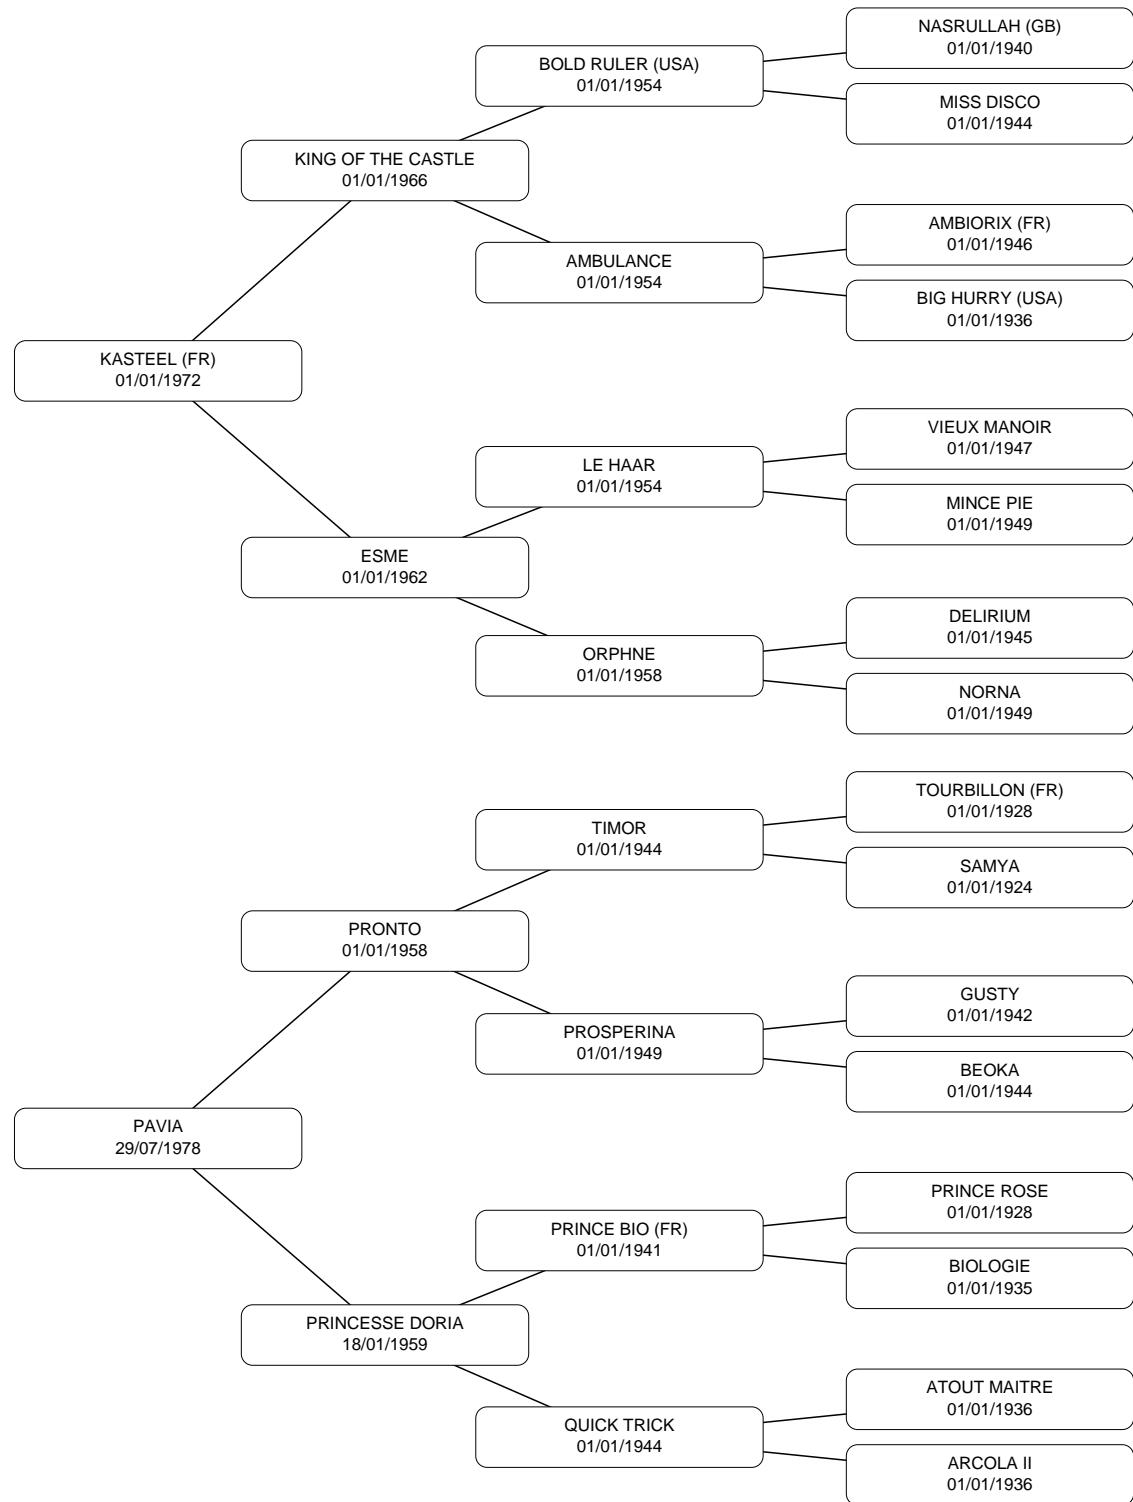 NASRULLAH (GB)
01/01/1940
BOLD RULER (USA)
01/01/1954
MISS DISCO
01/01/1944
KING OF THE CASTLE
01/01/1966
AMBIORIX (FR)
01/01/1946
AMBULANCE
01/01/1954
BIG HURRY (USA)
01/01/1936
KASTEEL (FR)
01/01/1972
VIEUX MANOIR
01/01/1947
LE HAAR
01/01/1954
MINCE PIE
01/01/1949
ESME
01/01/1962
DELIRIUM
01/01/1945
ORPHNE
01/01/1958
NORNA
01/01/1949
TOURBILLON (FR)
01/01/1928
TIMOR
01/01/1944
SAMYA
01/01/1924
PRONTO
01/01/1958
GUSTY
01/01/1942
PROSPERINA
01/01/1949
BEOKA
01/01/1944
PAVIA
29/07/1978
PRINCE ROSE
01/01/1928
PRINCE BIO (FR)
01/01/1941
BIOLOGIE
01/01/1935
PRINCESSE DORIA
18/01/1959
ATOUT MAITRE
01/01/1936
QUICK TRICK
01/01/1944
ARCOLA II
01/01/1936